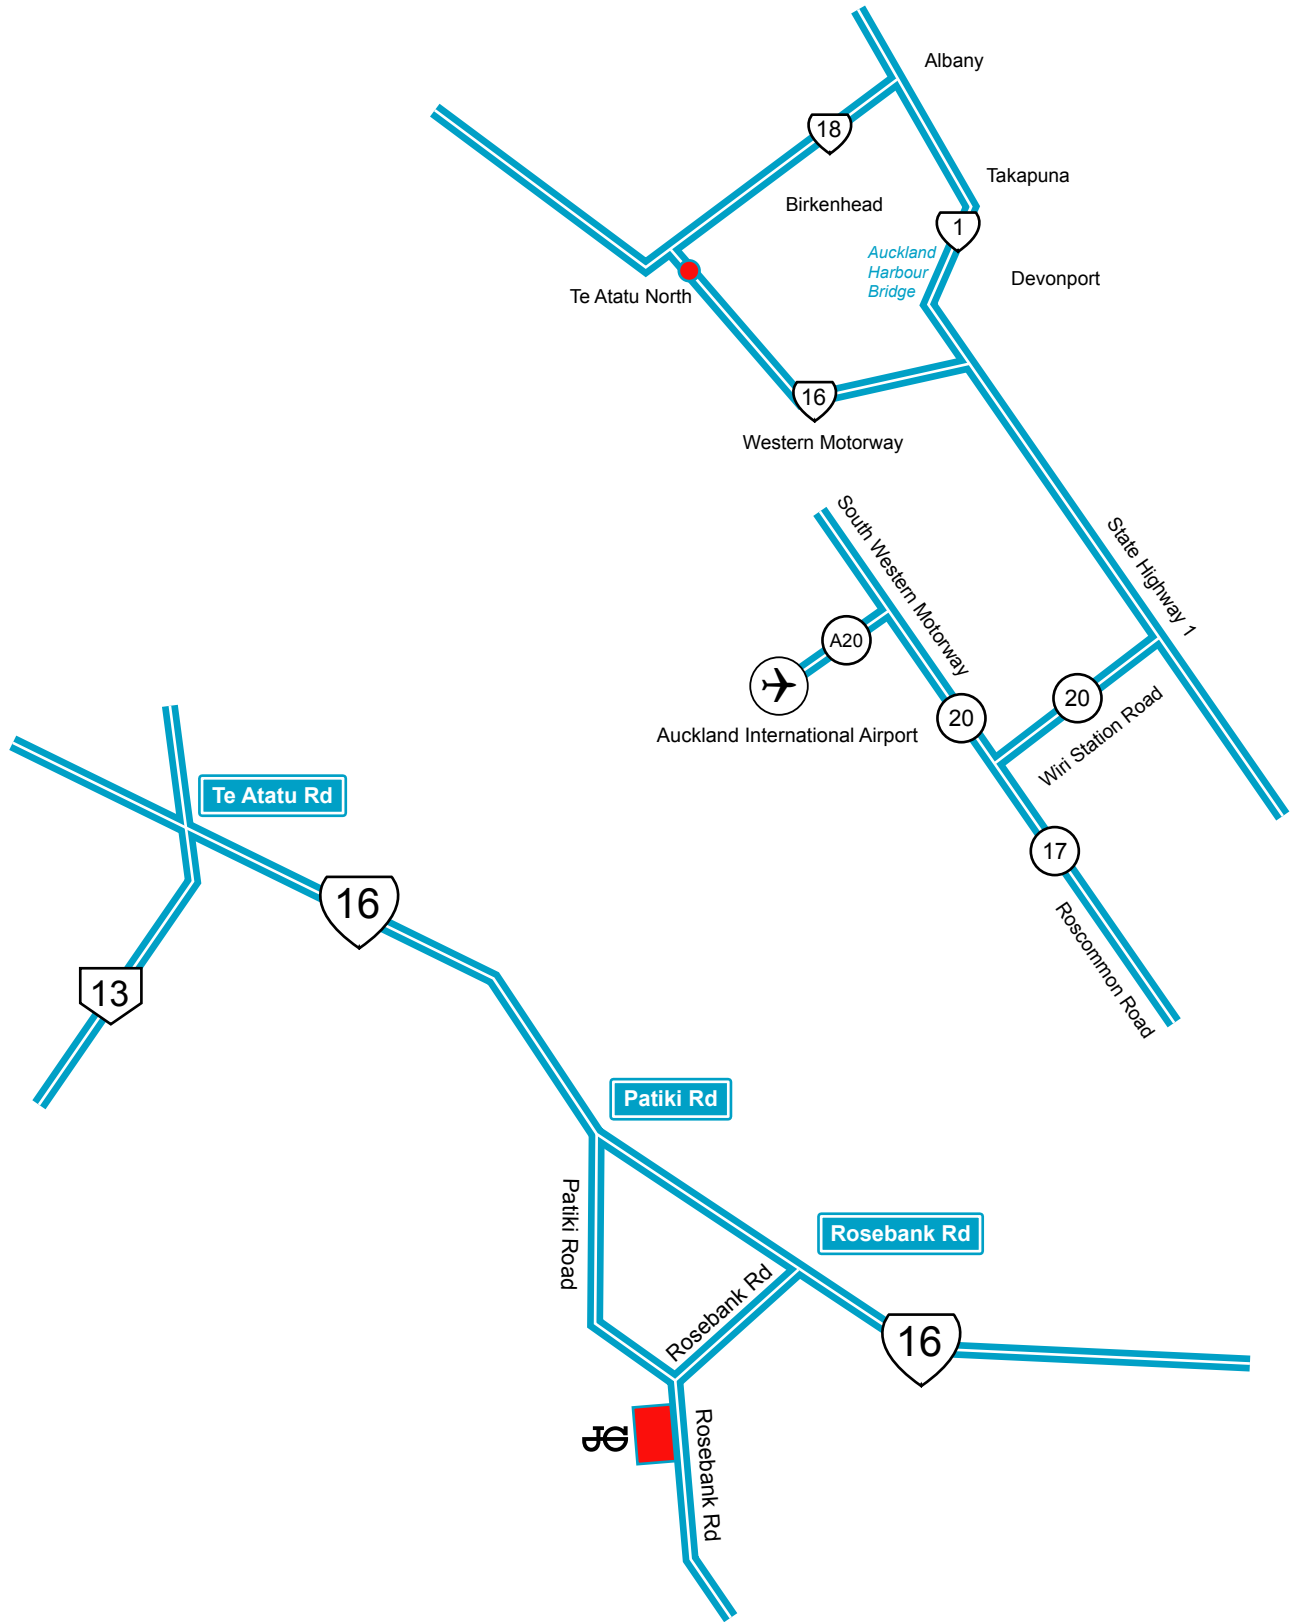 Albany
18
Takapuna
Birkenhead
1
Auckland
Harbour
Bridge
Devonport
Te Atatu North
16
Western Motorway
South Western Motorway
State Highway 1
A20
20
20
Auckland International Airport
Wiri Station Road
17
Roscommon Road
Te Atatu Rd
16
13
Patiki Rd
Patiki Road
Rosebank Rd
Rosebank Rd
16
JG
Rosebank Rd